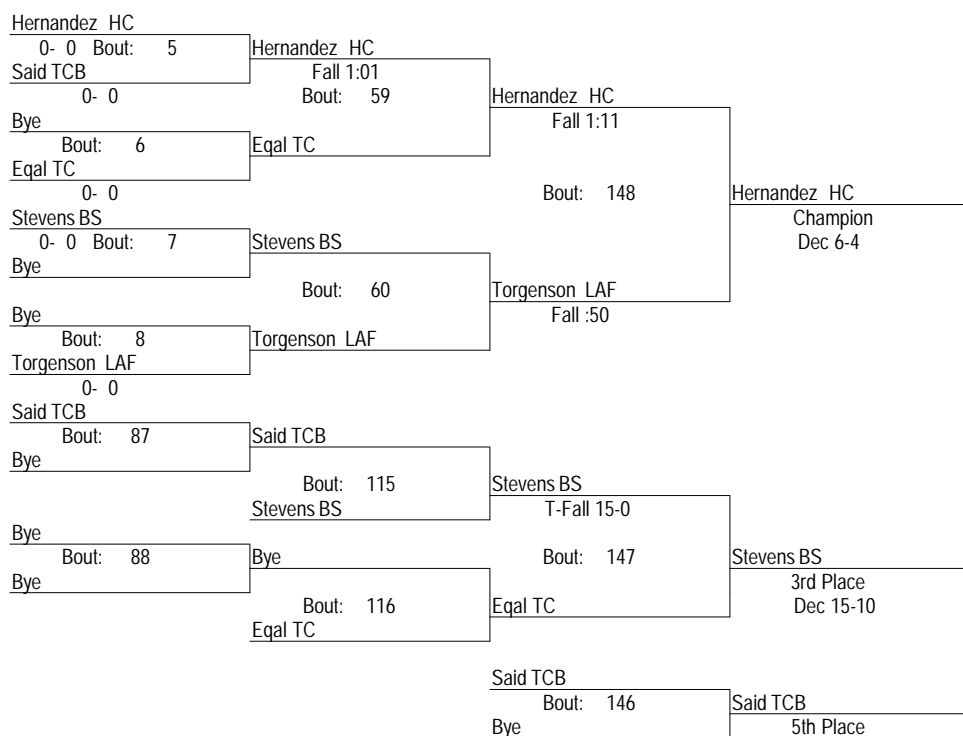 Hernandez HC
0- 0 Bout: 5 Hernandez HC
Said TCB Fall 1:01
0- 0 Bout: 59 Hernandez HC
Bye Fall 1:11
Bout: 6 Eqal TC
Eqal TC
0- 0 Bout: 148 Hernandez HC
Stevens BS Champion
0- 0 Bout: 7 Stevens BS Dec 6-4
Bye
Bout: 60 Torgenson LAF
Bye Fall :50
Bout: 8 Torgenson LAF
Torgenson LAF
0- 0
Said TCB
Bout: 87 Said TCB
Bye
Bout: 115 Stevens BS
Stevens BS T-Fall 15-0
Bye
Bout: 88 Bye Bout: 147 Stevens BS
Bye 3rd Place
Bout: 116 Eqal TC Dec 15-10
Eqal TC
Said TCB
Bout: 146 Said TCB
Bye 5th Place